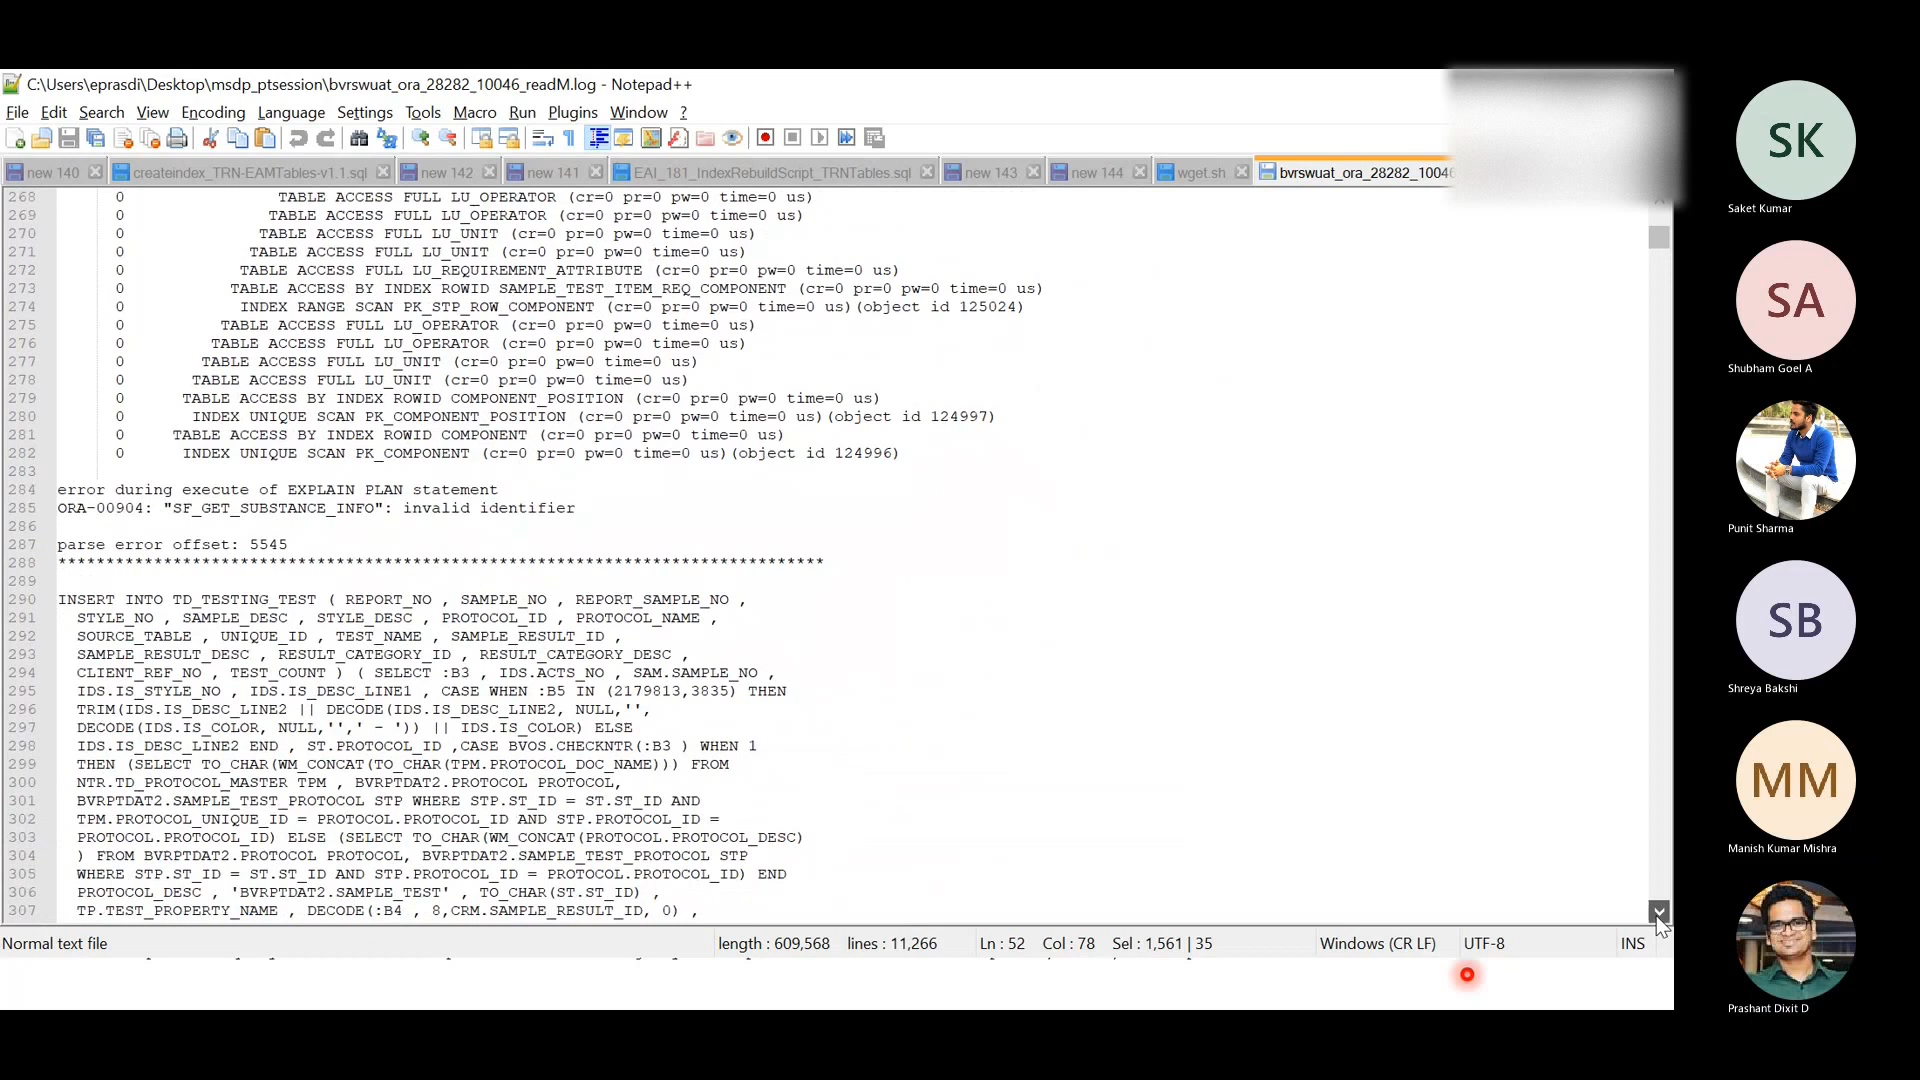 C:\Users\eprasdi\Desktop\msdp_ptsession\bvrswuat_ora_28282_10046_readM.log - Notepad++
File Edit Search View Encoding Language Settings Tools Macro Run Plugins Window ?
new 140 createindex_TRN-EAMTables-v1.1.sql new 142 new 141 EAI_181_IndexRebuildScript_TRNTables.sql new 143 new 144 wget.sh bvrswuat_ora_28282_1004
268 0 TABLE ACCESS FULL LU_OPERATOR (cr=0 pr=0 pw=0 time=0 us)
269 0 TABLE ACCESS FULL LU_OPERATOR (cr=0 pr=0 pw=0 time=0 us)
270 0 TABLE ACCESS FULL LU_UNIT (cr=0 pr=0 pw=0 time=0 us)
271 0 TABLE ACCESS FULL LU_UNIT (cr=0 pr=0 pw=0 time=0 us)
272 0 TABLE ACCESS FULL LU_REQUIREMENT_ATTRIBUTE (cr=0 pr=0 pw=0 time=0 us)
273 0 TABLE ACCESS BY INDEX ROWID SAMPLE_TEST_ITEM_REQ_COMPONENT (cr=0 pr=0 pw=0 time=0 us)
274 0 INDEX RANGE SCAN PK_STP_ROW_COMPONENT (cr=0 pr=0 pw=0 time=0 us)(object id 125024)
275 0 TABLE ACCESS FULL LU_OPERATOR (cr=0 pr=0 pw=0 time=0 us)
276 0 TABLE ACCESS FULL LU_OPERATOR (cr=0 pr=0 pw=0 time=0 us)
277 0 TABLE ACCESS FULL LU_UNIT (cr=0 pr=0 pw=0 time=0 us)
278 0 TABLE ACCESS FULL LU_UNIT (cr=0 pr=0 pw=0 time=0 us)
279 0 TABLE ACCESS BY INDEX ROWID COMPONENT_POSITION (cr=0 pr=0 pw=0 time=0 us)
280 0 INDEX UNIQUE SCAN PK_COMPONENT_POSITION (cr=0 pr=0 pw=0 time=0 us)(object id 124997)
281 0 TABLE ACCESS BY INDEX ROWID COMPONENT (cr=0 pr=0 pw=0 time=0 us)
282 0 INDEX UNIQUE SCAN PK_COMPONENT (cr=0 pr=0 pw=0 time=0 us)(object id 124996)
283
284 error during execute of EXPLAIN PLAN statement
285 ORA-00904: "SF_GET_SUBSTANCE_INFO": invalid identifier
286
287 parse error offset: 5545
288 ********************************************************************************
289
290 INSERT INTO TD_TESTING_TEST ( REPORT_NO , SAMPLE_NO , REPORT_SAMPLE_NO ,
291 STYLE_NO , SAMPLE_DESC , STYLE_DESC , PROTOCOL_ID , PROTOCOL_NAME ,
292 SOURCE_TABLE , UNIQUE_ID , TEST_NAME , SAMPLE_RESULT_ID ,
293 SAMPLE_RESULT_DESC , RESULT_CATEGORY_ID , RESULT_CATEGORY_DESC ,
294 CLIENT_REF_NO , TEST_COUNT ) ( SELECT :B3 , IDS.ACTS_NO , SAM.SAMPLE_NO ,
295 IDS.IS_STYLE_NO , IDS.IS_DESC_LINE1 , CASE WHEN :B5 IN (2179813,3835) THEN
296 TRIM(IDS.IS_DESC_LINE2 || DECODE(IDS.IS_DESC_LINE2, NULL,'',
297 DECODE(IDS.IS_COLOR, NULL,'',' - ')) || IDS.IS_COLOR) ELSE
298 IDS.IS_DESC_LINE2 END , ST.PROTOCOL_ID ,CASE BVOS.CHECKNTR(:B3 ) WHEN 1
299 THEN (SELECT TO_CHAR(WM_CONCAT(TO_CHAR(TPM.PROTOCOL_DOC_NAME))) FROM
300 NTR.TD_PROTOCOL_MASTER TPM , BVRPTDAT2.PROTOCOL PROTOCOL,
301 BVRPTDAT2.SAMPLE_TEST_PROTOCOL STP WHERE STP.ST_ID = ST.ST_ID AND
302 TPM.PROTOCOL_UNIQUE_ID = PROTOCOL.PROTOCOL_ID AND STP.PROTOCOL_ID =
303 PROTOCOL.PROTOCOL_ID) ELSE (SELECT TO_CHAR(WM_CONCAT(PROTOCOL.PROTOCOL_DESC)
304 ) FROM BVRPTDAT2.PROTOCOL PROTOCOL, BVRPTDAT2.SAMPLE_TEST_PROTOCOL STP
305 WHERE STP.ST_ID = ST.ST_ID AND STP.PROTOCOL_ID = PROTOCOL.PROTOCOL_ID) END
306 PROTOCOL_DESC , 'BVRPTDAT2.SAMPLE_TEST' , TO_CHAR(ST.ST_ID) ,
307 TP.TEST_PROPERTY_NAME , DECODE(:B4 , 8,CRM.SAMPLE_RESULT_ID, 0) ,
Normal text file length : 609,568 lines : 11,266 Ln : 52 Col : 78 Sel : 1,561 | 35 Windows (CR LF) UTF-8 INS
SK
Saket Kumar
SA
Shubham Goel A
Punit Sharma
SB
Shreya Bakshi
MM
Manish Kumar Mishra
Prashant Dixit D